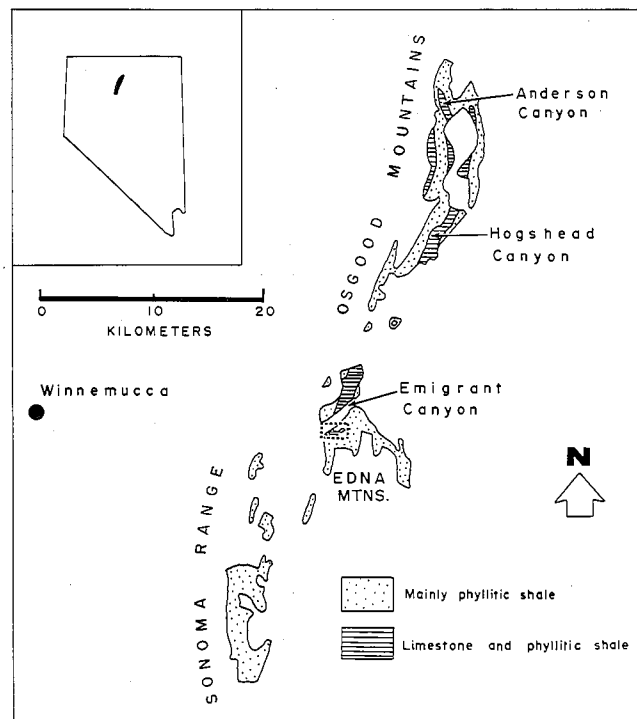 OSGOOD MOUNTAINS
Anderson
Canyon
Hogshead
Canyon
0 10 20
KILOMETERS
Winnemucca
Emigrant
Canyon
EDNA
MTNS.
N
SONOMA RANGE
Mainly phyllitic shale
Limestone and phyllitic shale